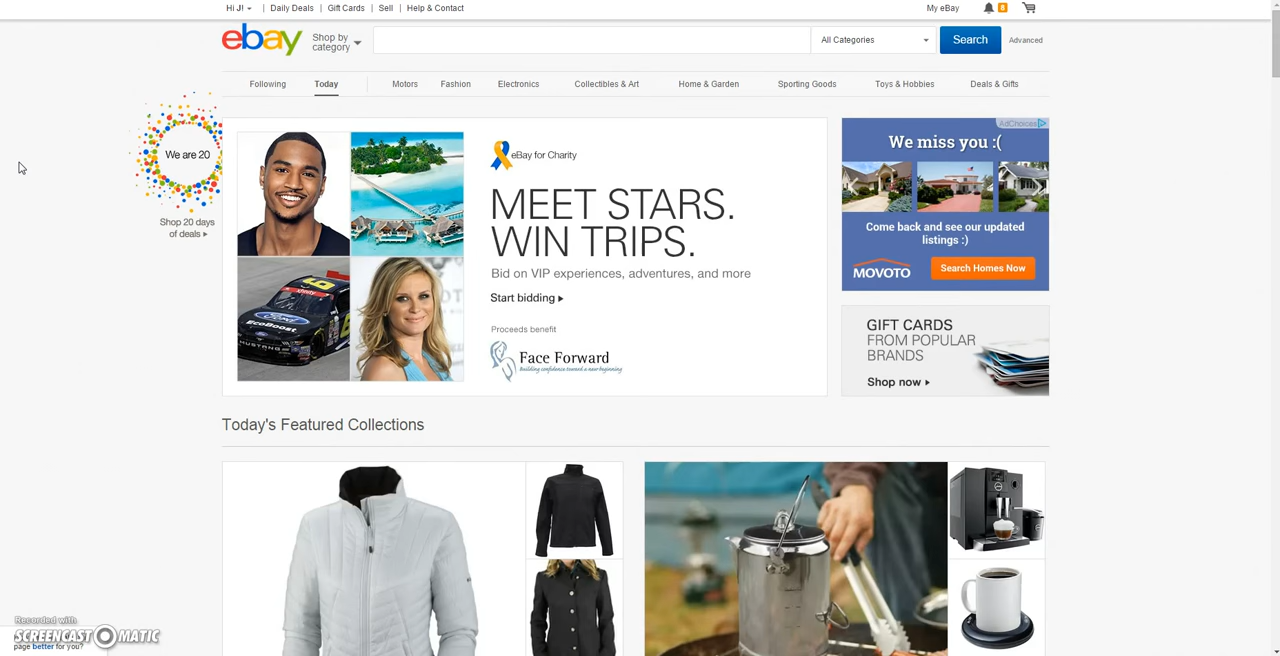 Hi J!
Daily Deals
Gift Cards
Sell
Help & Contact
My eBay
8
ebay
Shop by
category
All Categories
Search
Advanced
Following
Today
Motors
Fashion
Electronics
Collectibles & Art
Home & Garden
Sporting Goods
Toys & Hobbies
Deals & Gifts
We are 20
Shop 20 days
of deals
eBay for Charity
MEET STARS.
WIN TRIPS.
Bid on VIP experiences, adventures, and more
Start bidding
Proceeds benefit
Face Forward
Building confidence toward a new beginning
Ford
EcoBoost
MUSTANG
AdChoices
We miss you :(
Come back and see our updated
listings :)
MOVOTO
Search Homes Now
GIFT CARDS
FROM POPULAR
BRANDS
Shop now
Today's Featured Collections
Recorded with
SCREENCAST O MATIC
page better for you?